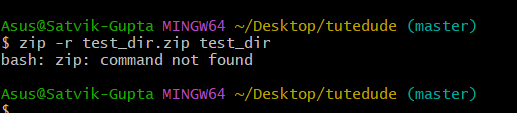 Asus@Satvik-Gupta MINGW64 ~/Desktop/tutedude (master)
$ zip -r test_dir.zip test_dir
bash: zip: command not found
Asus@Satvik-Gupta MINGW64 ~/Desktop/tutedude (master)
$